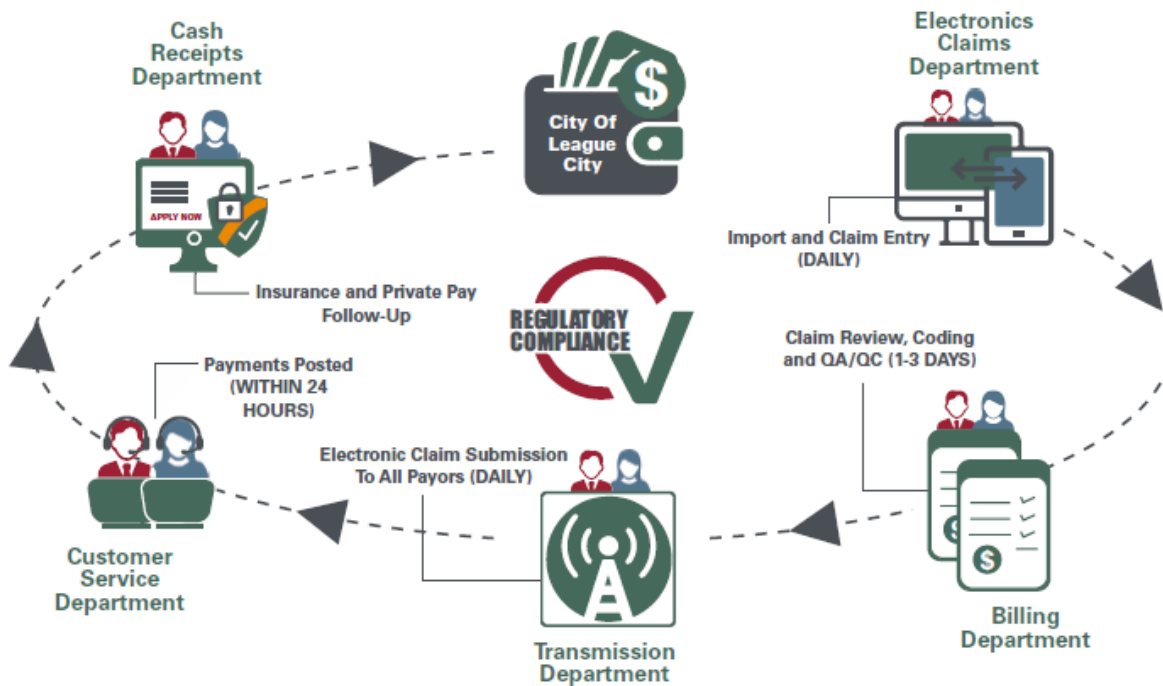 Cash
Receipts
Department
APPLY NOW
Insurance and Private Pay
Follow-Up
City Of
League
City
$
Electronics
Claims
Department
Import and Claim Entry
(DAILY)
REGULATORY
COMPLIANCE
Claim Review, Coding
and QA/QC (1-3 DAYS)
$
$
Billing
Department
Electronic Claim Submission
To All Payors (DAILY)
Transmission
Department
Payments Posted
(WITHIN 24
HOURS)
Customer
Service
Department